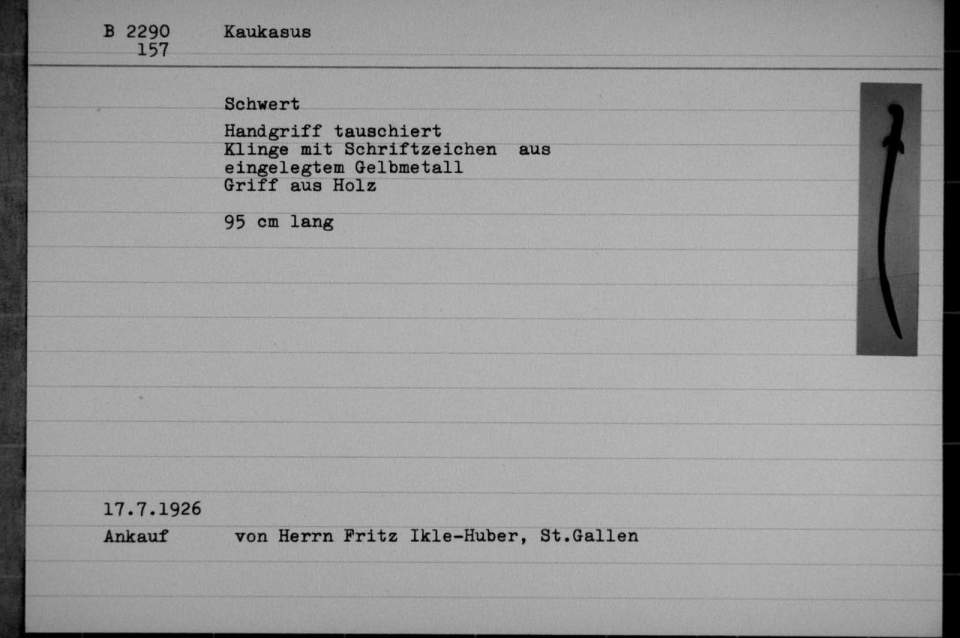 B 2290 Kaukasus
157
Schwert
Handgriff tauschiert
Klinge mit Schriftzeichen aus
eingelegtem Gelbmetall
Griff aus Holz
95 cm lang
17.7.1926
Ankauf von Herrn Fritz Ikle-Huber, St.Gallen